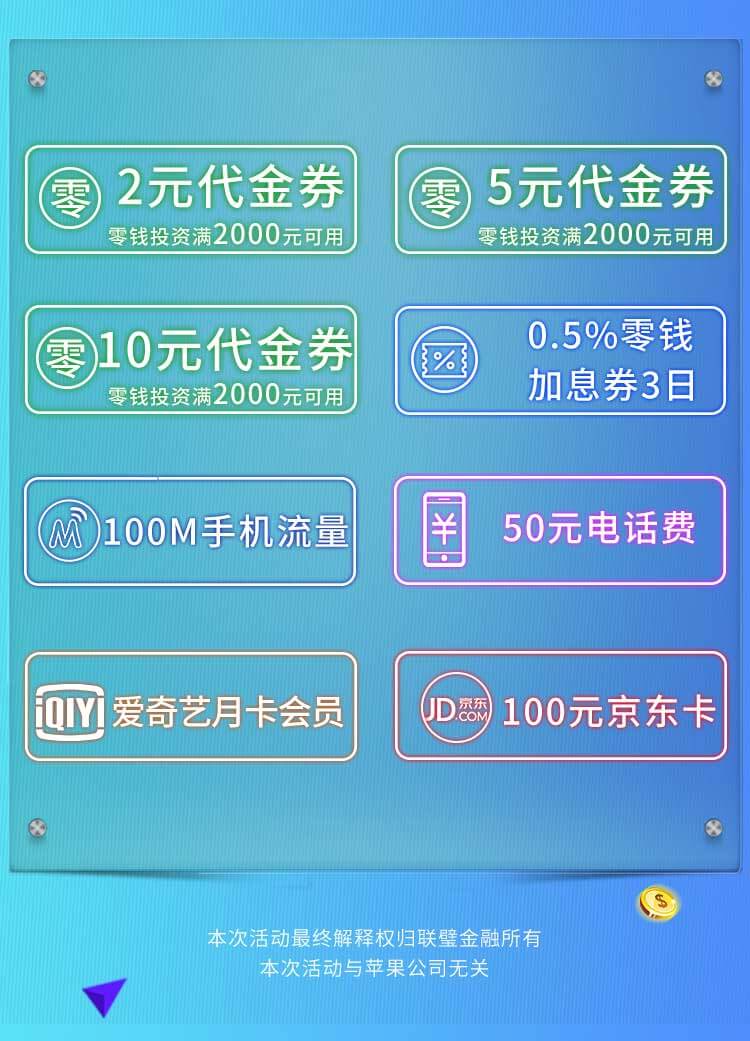 零 2元代金券
零钱投资满2000元可用
零 5元代金券
零钱投资满2000元可用
零 10元代金券
零钱投资满2000元可用
0.5%零钱
加息券3日
%
M 100M手机流量
¥ 50元电话费
iQIYI 爱奇艺月卡会员
JD京东
.COM
100元京东卡
$
本次活动最终解释权归联璧金融所有
本次活动与苹果公司无关